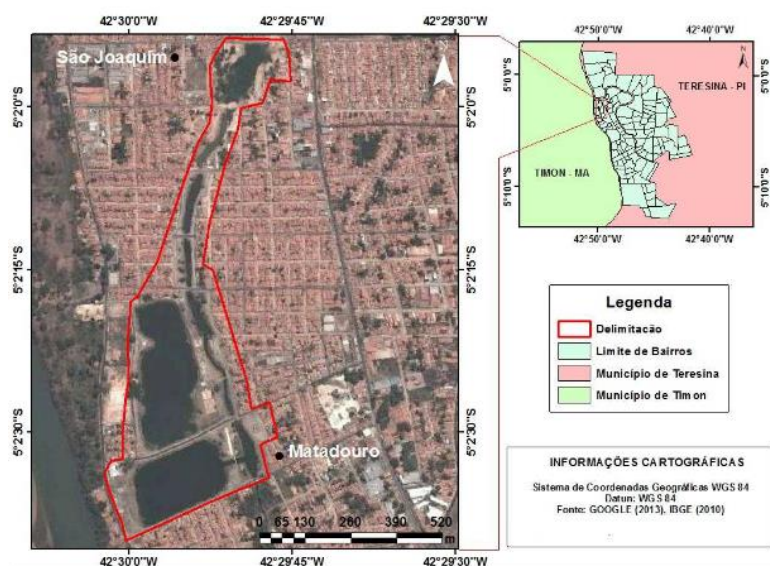 42°30'0"W 42°29'45"W 42°29'30"W
São Joaquim
5°2'0"S 5°2'0"S
5°2'15"S 5°2'15"S
5°2'30"S 5°2'30"S
Matadouro
0 65 130 260 390 520
m
42°30'0"W 42°29'45"W 42°29'30"W
42°50'0"W 42°40'0"W
N
5°0'0"S 5°0'0"S
TERESINA - PI
TIMON - MA
5°10'0"S 5°10'0"S
42°50'0"W 42°40'0"W
Legenda
Delimitação
Limite de Bairros
Município de Teresina
Município de Timon
INFORMAÇÕES CARTOGRÁFICAS
Sistema de Coordenadas Geográficas WGS 84
Datun: WGS 84
Fonte: GOOGLE (2013), IBGE (2010)